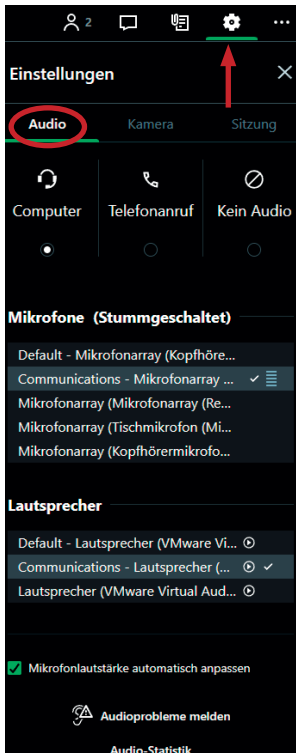 2
Einstellungen
Audio Kamera Sitzung
Computer Telefonanruf Kein Audio
Mikrofone (Stummgeschaltet)
Default - Mikrofonarray (Kopfhöre...
Communications - Mikrofonarray ...
Mikrofonarray (Mikrofonarray (Re...
Mikrofonarray (Tischmikrofon (Mi...
Mikrofonarray (Kopfhörermikrofo...
Lautsprecher
Default - Lautsprecher (VMware Vi...
Communications - Lautsprecher (...
Lautsprecher (VMware Virtual Aud...
Mikrofonlautstärke automatisch anpassen
Audioprobleme melden
Audio-Statistik